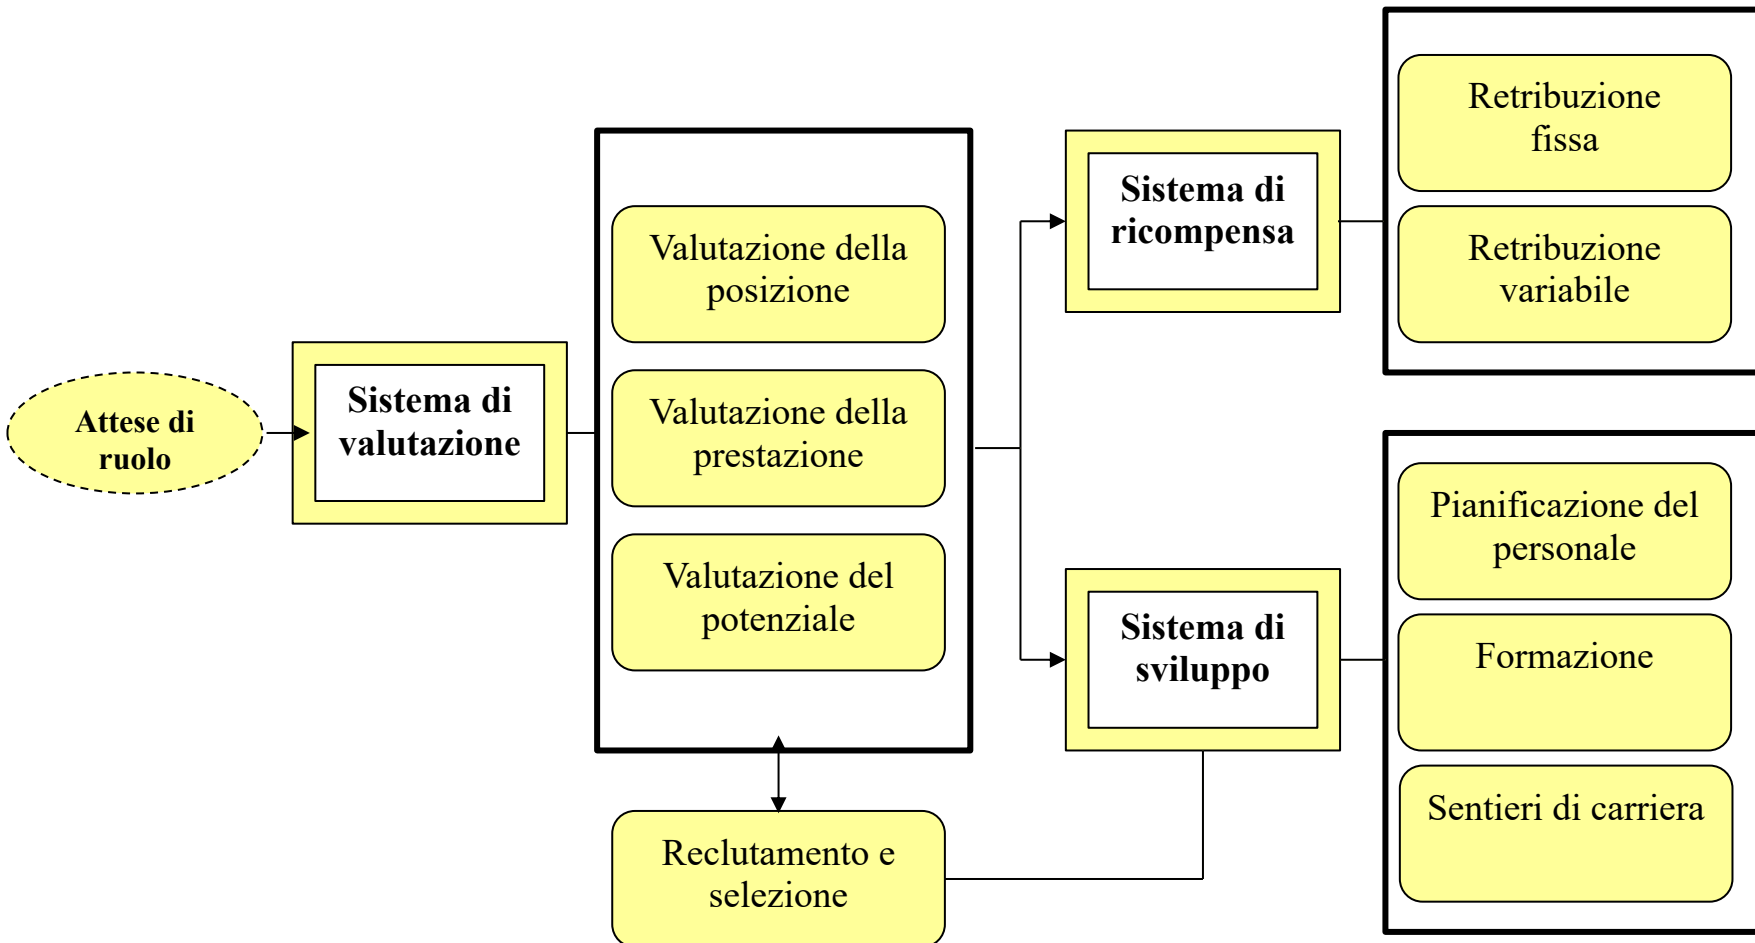 Attese di
ruolo
Sistema di
valutazione
Valutazione della
posizione
Valutazione della
prestazione
Valutazione del
potenziale
Reclutamento e
selezione
Sistema di
ricompensa
Retribuzione
fissa
Retribuzione
variabile
Sistema di
sviluppo
Pianificazione del
personale
Formazione
Sentieri di carriera